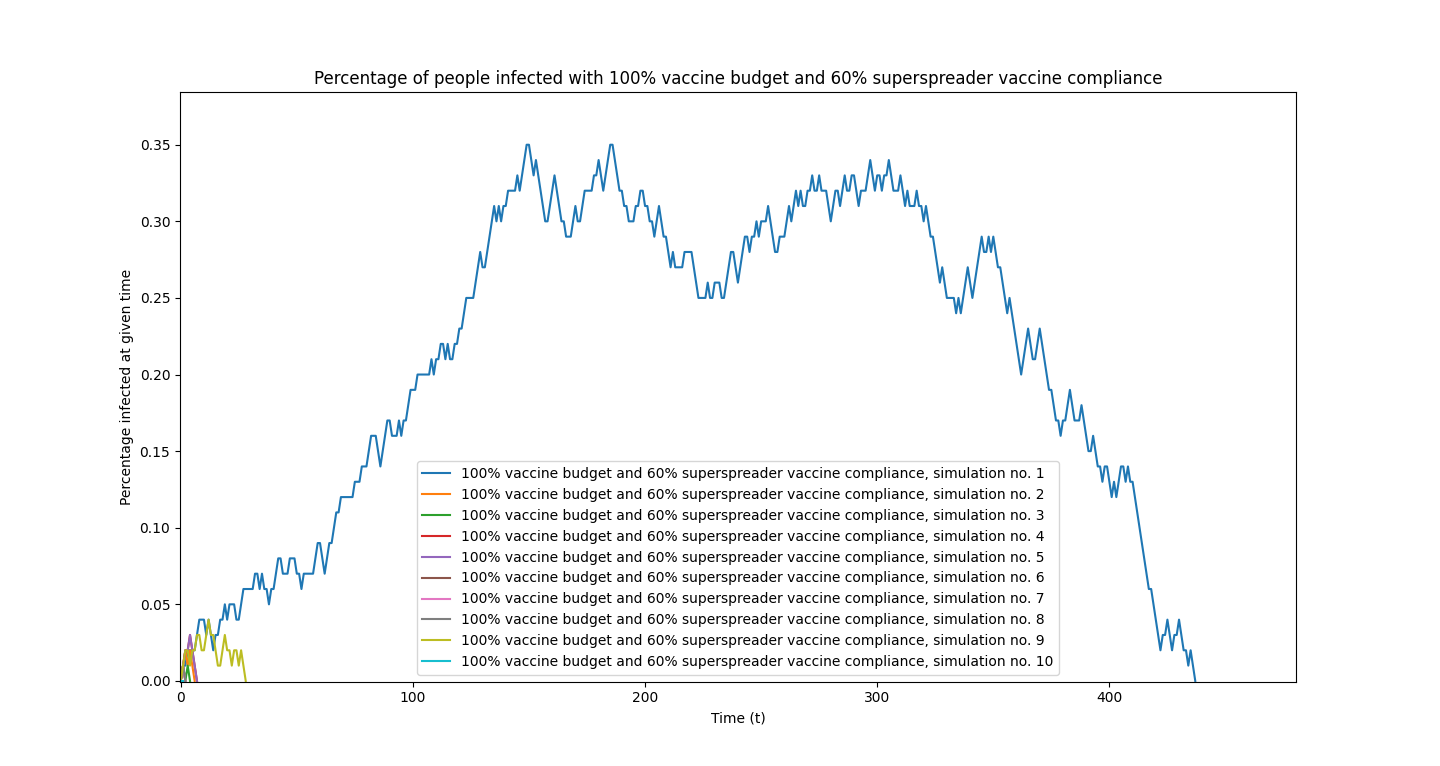 Percentage of people infected with 100% vaccine budget and 60% superspreader vaccine compliance
Percentage infected at given time
0.35
0.30
0.25
0.20
0.15
0.10
0.05
0.00
100% vaccine budget and 60% superspreader vaccine compliance, simulation no. 1
100% vaccine budget and 60% superspreader vaccine compliance, simulation no. 2
100% vaccine budget and 60% superspreader vaccine compliance, simulation no. 3
100% vaccine budget and 60% superspreader vaccine compliance, simulation no. 4
100% vaccine budget and 60% superspreader vaccine compliance, simulation no. 5
100% vaccine budget and 60% superspreader vaccine compliance, simulation no. 6
100% vaccine budget and 60% superspreader vaccine compliance, simulation no. 7
100% vaccine budget and 60% superspreader vaccine compliance, simulation no. 8
100% vaccine budget and 60% superspreader vaccine compliance, simulation no. 9
100% vaccine budget and 60% superspreader vaccine compliance, simulation no. 10
0 100 200 300 400
Time (t)